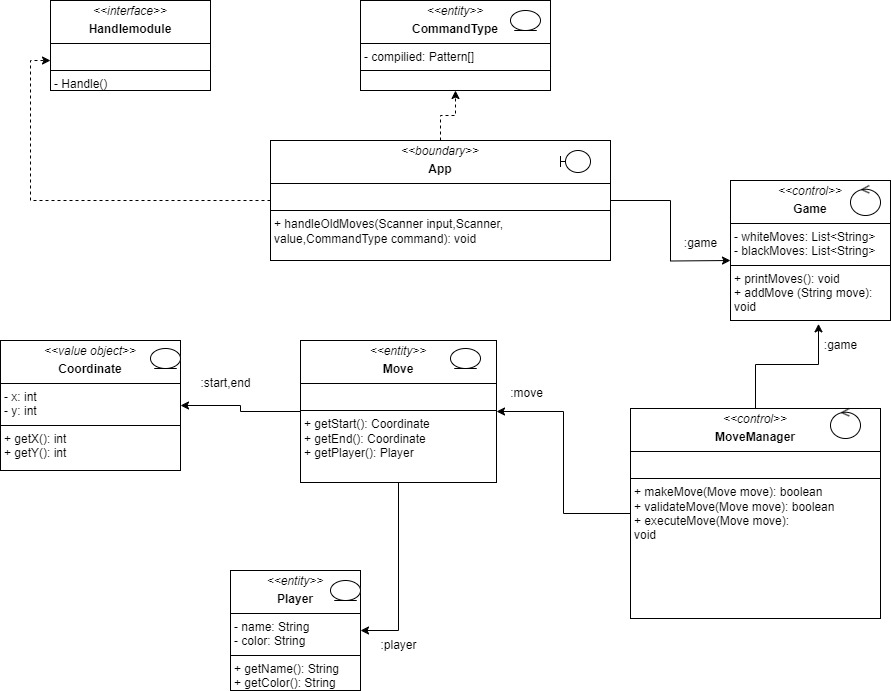 <<interface>>
Handlemodule
- Handle()
<<entity>>
CommandType
- compilied: Pattern[]
<<boundary>>
App
+ handleOldMoves(Scanner input,Scanner,
value,CommandType command): void
:game
<<control>>
Game
- whiteMoves: List<String>
- blackMoves: List<String>
+ printMoves(): void
+ addMove (String move):
void
:game
<<value object>>
Coordinate
- x: int
- y: int
+ getX(): int
+ getY(): int
:start,end
<<entity>>
Move
+ getStart(): Coordinate
+ getEnd(): Coordinate
+ getPlayer(): Player
:move
<<control>>
MoveManager
+ makeMove(Move move): boolean
+ validateMove(Move move): boolean
+ executeMove(Move move):
void
<<entity>>
Player
- name: String
- color: String
+ getName(): String
+ getColor(): String
:player